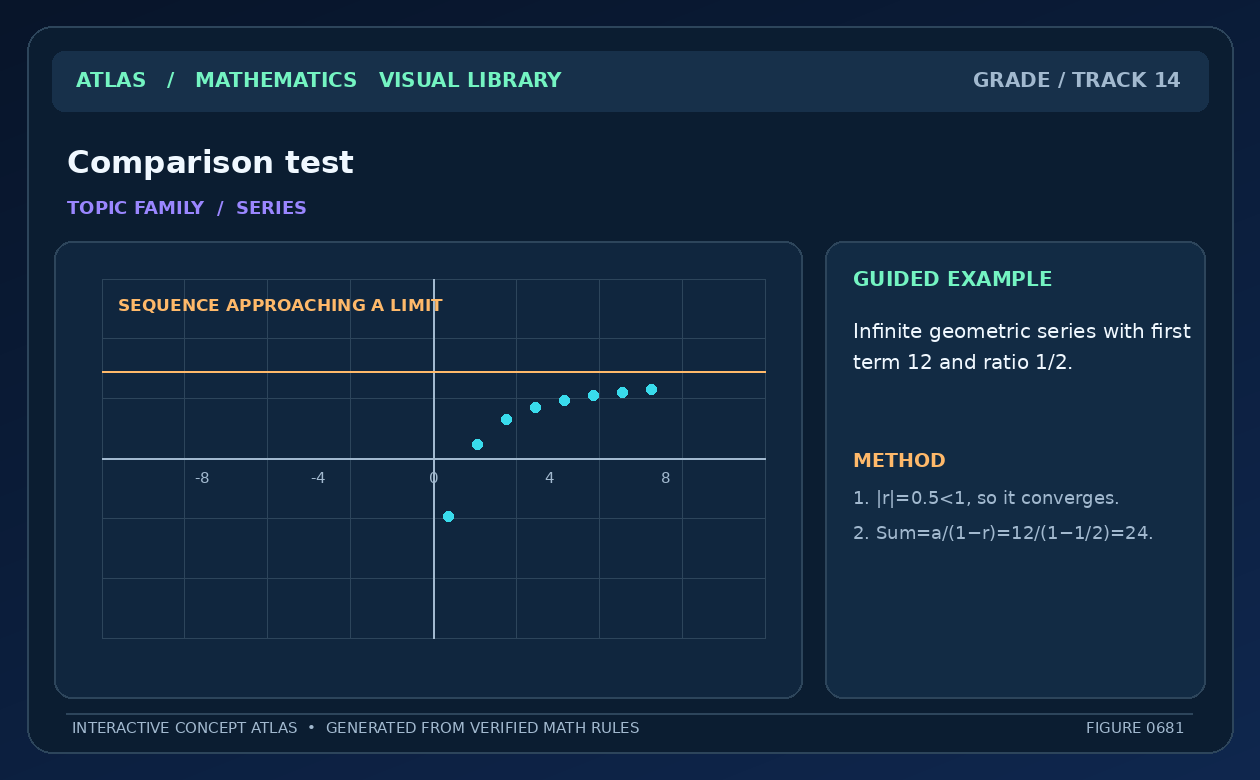 ATLAS / MATHEMATICS VISUAL LIBRARY
GRADE / TRACK 14
Comparison test
TOPIC FAMILY / SERIES
SEQUENCE APPROACHING A LIMIT
-8 -4 0 4 8
GUIDED EXAMPLE
Infinite geometric series with first
term 12 and ratio 1/2.
METHOD
1. |r|=0.5<1, so it converges.
2. Sum=a/(1−r)=12/(1−1/2)=24.
INTERACTIVE CONCEPT ATLAS • GENERATED FROM VERIFIED MATH RULES
FIGURE 0681